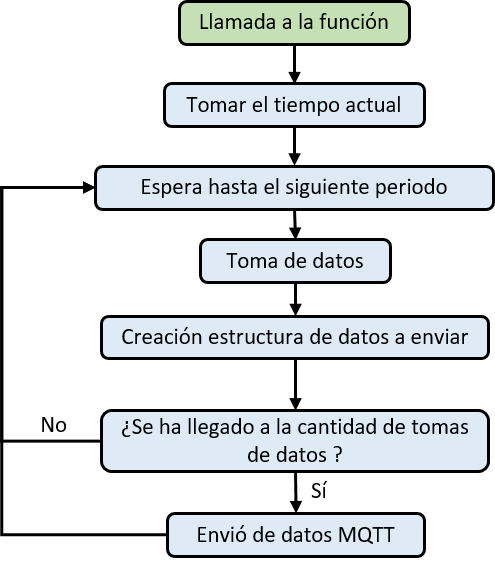 Llamada a la función
Tomar el tiempo actual
Espera hasta el siguiente periodo
Toma de datos
Creación estructura de datos a enviar
¿Se ha llegado a la cantidad de tomas
de datos ?
No
Sí
Envió de datos MQTT